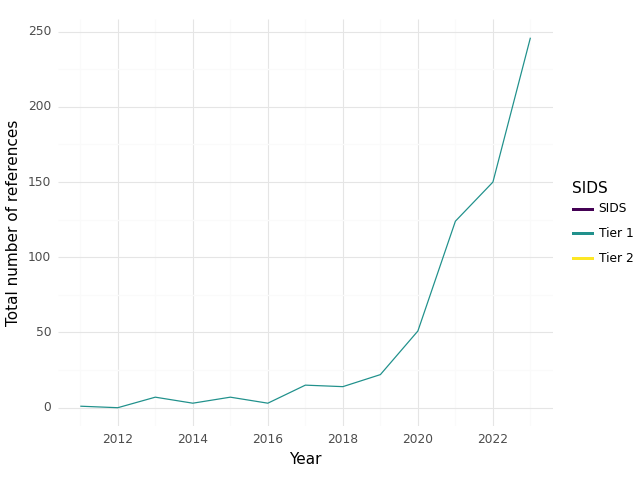 250
200
150
100
50
0
2012 2014 2016 2018 2020 2022
Year
Total number of references
SIDS
SIDS
Tier 1
Tier 2